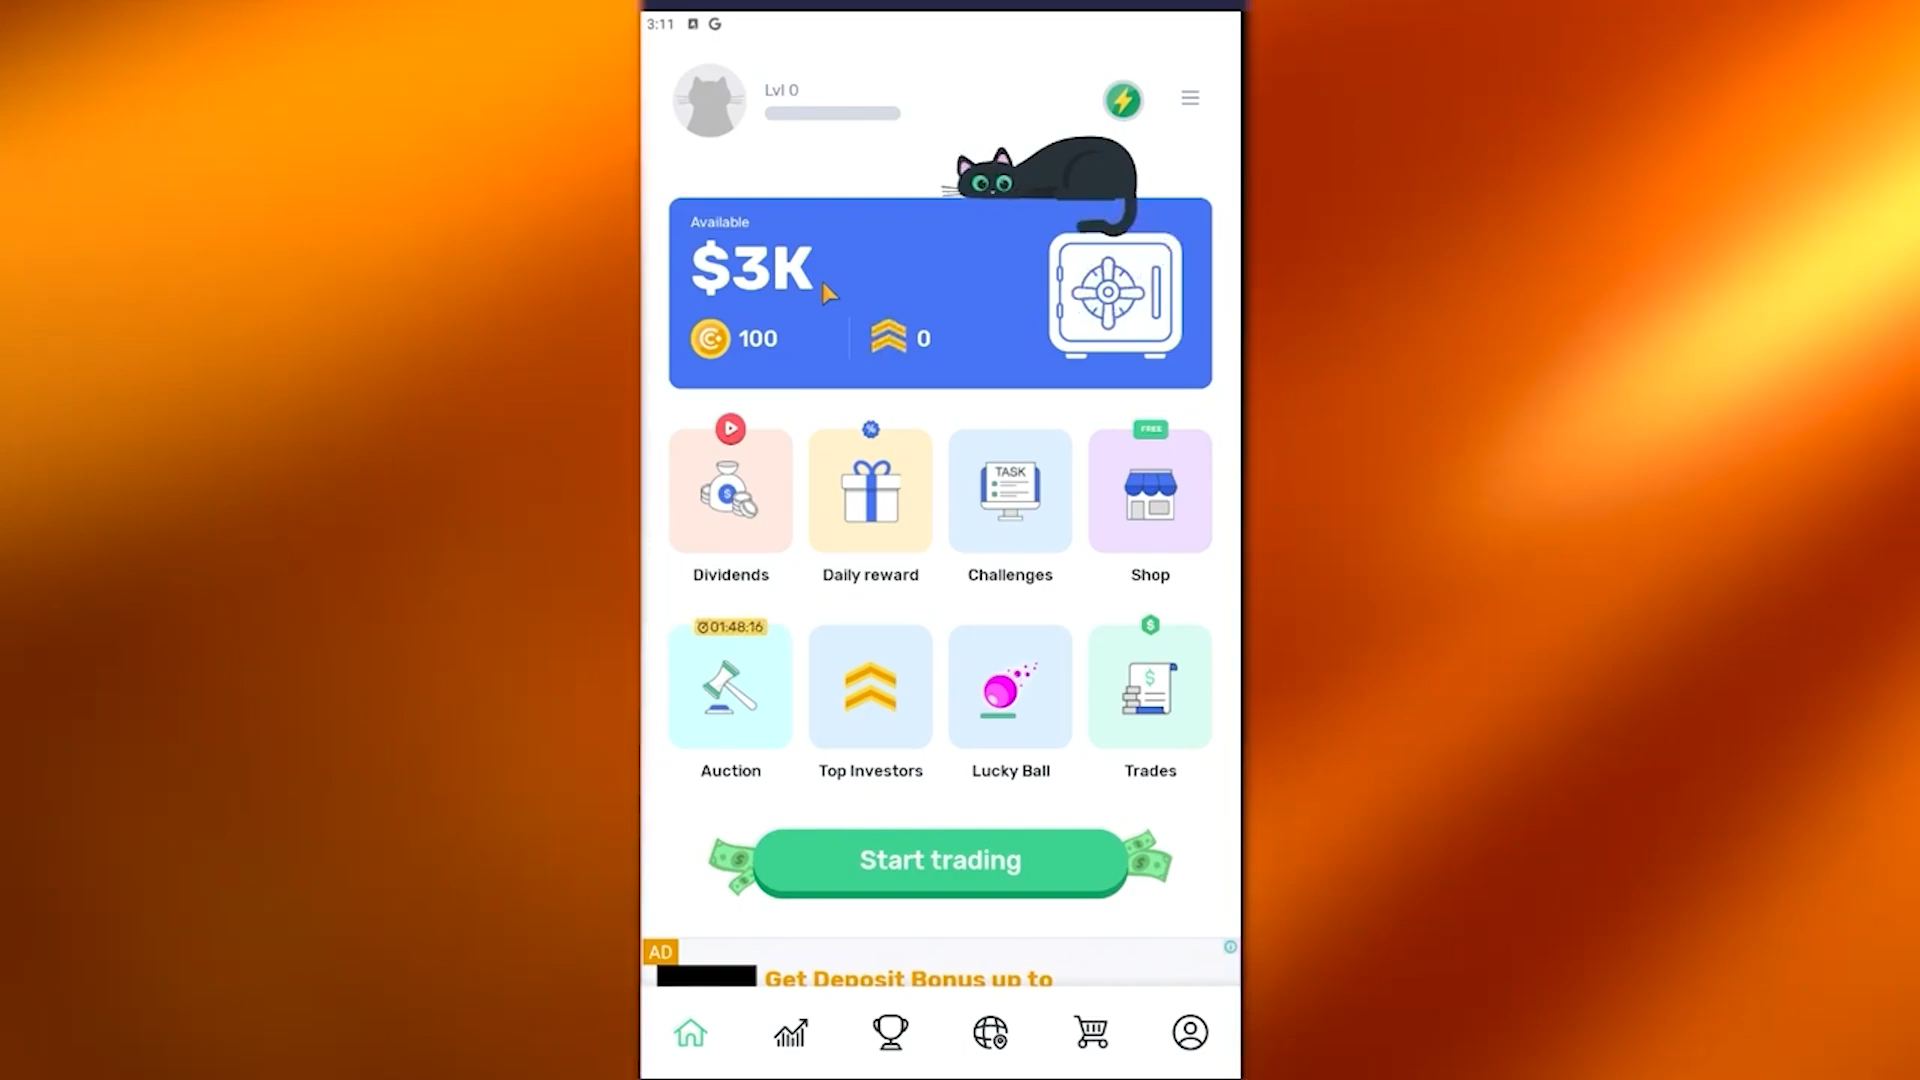 3:11
Lvl 0
Available
$3K
100
0
FREE
TASK
Dividends
Daily reward
Challenges
Shop
01:48:16
Auction
Top Investors
Lucky Ball
Trades
Start trading
AD
Get Deposit Bonus up to